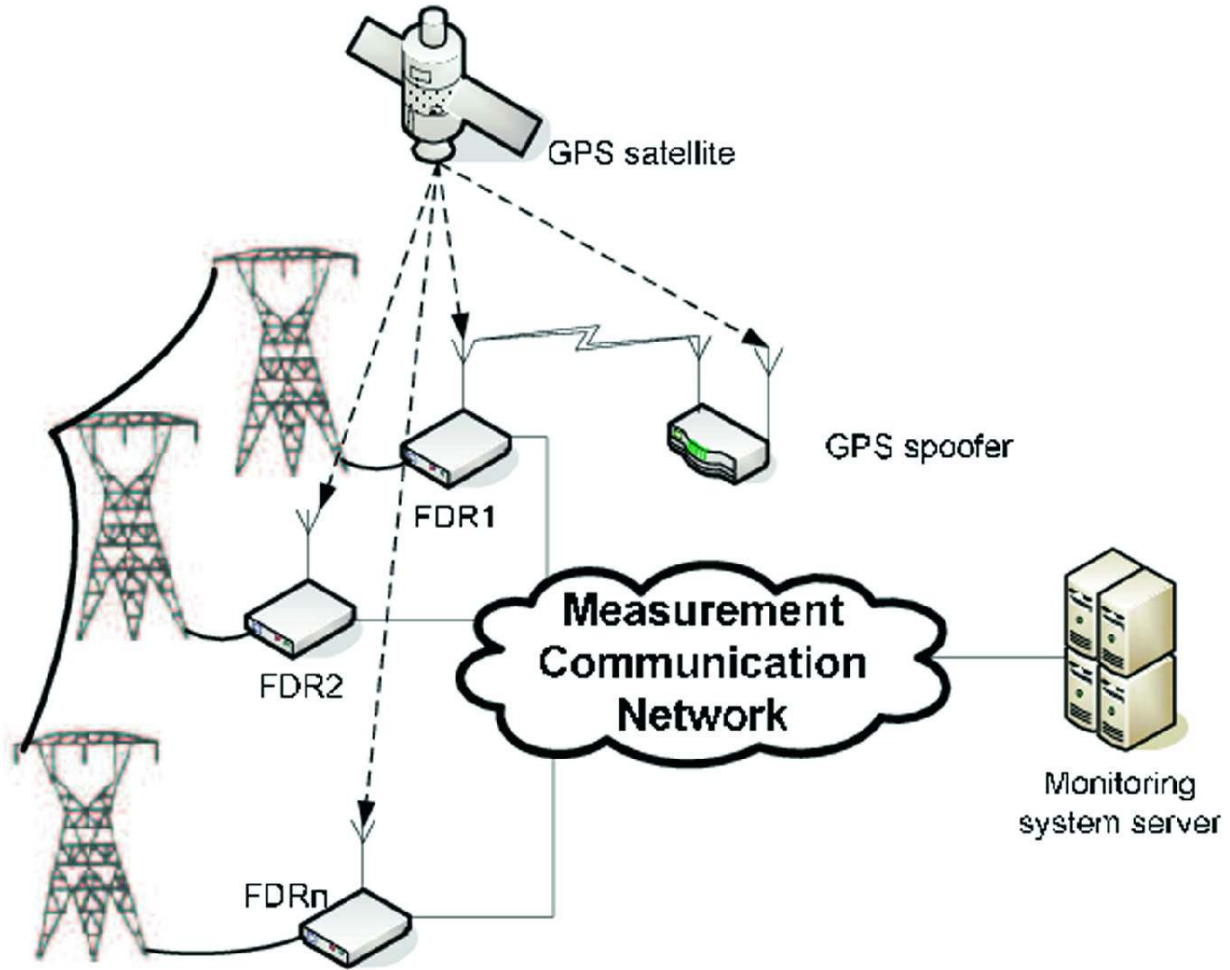 GPS satellite
GPS spoofer
FDR1
FDR2
Measurement
Communication
Network
Monitoring
system server
FDRn